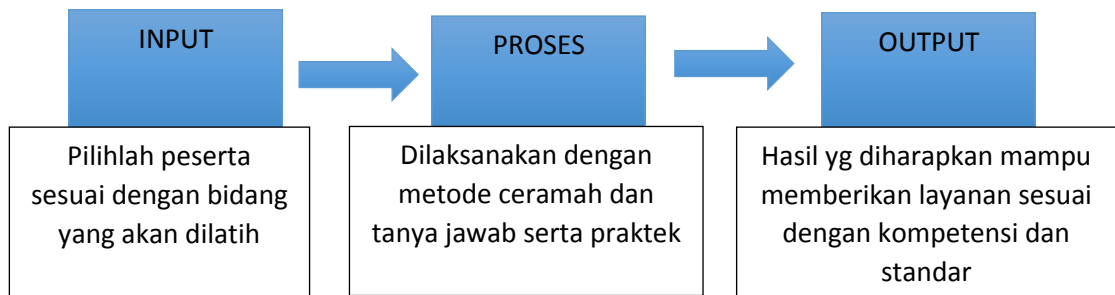 INPUT
Pilihlah peserta
sesuai dengan bidang
yang akan dilatih
PROSES
Dilaksanakan dengan
metode ceramah dan
tanya jawab serta praktek
OUTPUT
Hasil yg diharapkan mampu
memberikan layanan sesuai
dengan kompetensi dan
standar